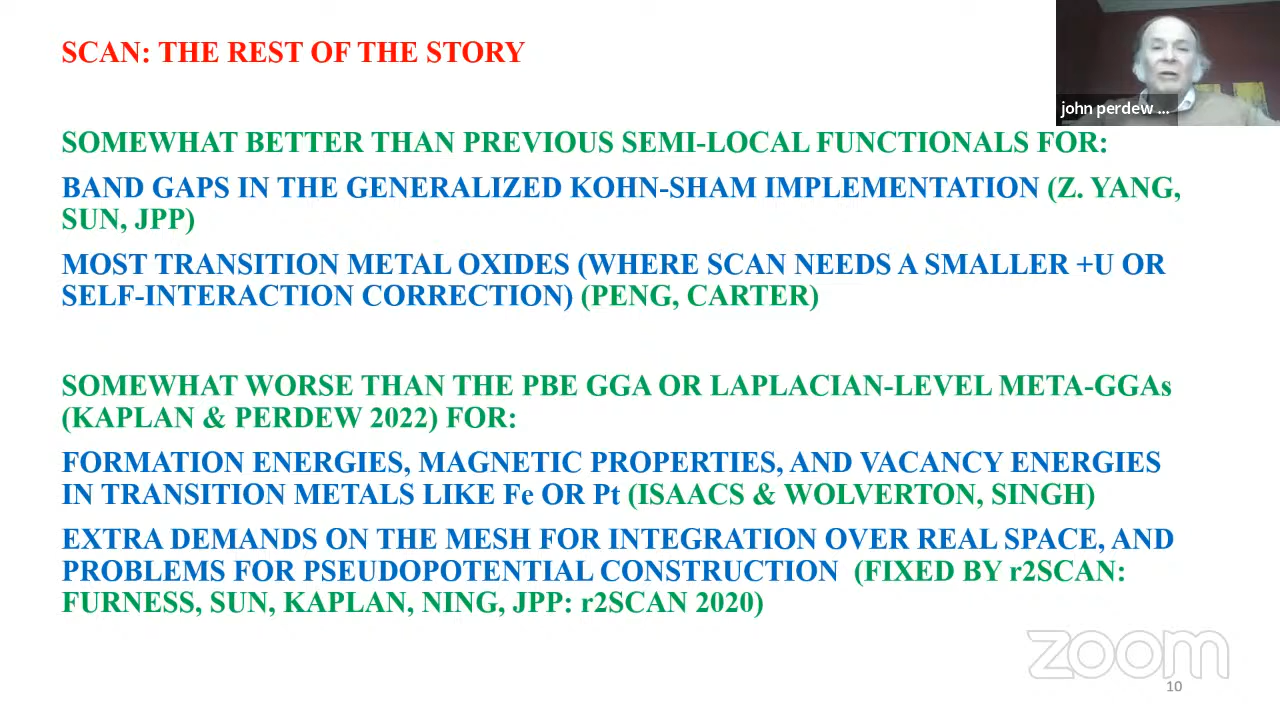 SCAN: THE REST OF THE STORY
john perdew ...
SOMEWHAT BETTER THAN PREVIOUS SEMI-LOCAL FUNCTIONALS FOR:
BAND GAPS IN THE GENERALIZED KOHN-SHAM IMPLEMENTATION (Z. YANG,
SUN, JPP)
MOST TRANSITION METAL OXIDES (WHERE SCAN NEEDS A SMALLER +U OR
SELF-INTERACTION CORRECTION) (PENG, CARTER)
SOMEWHAT WORSE THAN THE PBE GGA OR LAPLACIAN-LEVEL META-GGAs
(KAPLAN & PERDEW 2022) FOR:
FORMATION ENERGIES, MAGNETIC PROPERTIES, AND VACANCY ENERGIES
IN TRANSITION METALS LIKE Fe OR Pt (ISAACS & WOLVERTON, SINGH)
EXTRA DEMANDS ON THE MESH FOR INTEGRATION OVER REAL SPACE, AND
PROBLEMS FOR PSEUDOPOTENTIAL CONSTRUCTION (FIXED BY r2SCAN:
FURNESS, SUN, KAPLAN, NING, JPP: r2SCAN 2020)
zoom
10